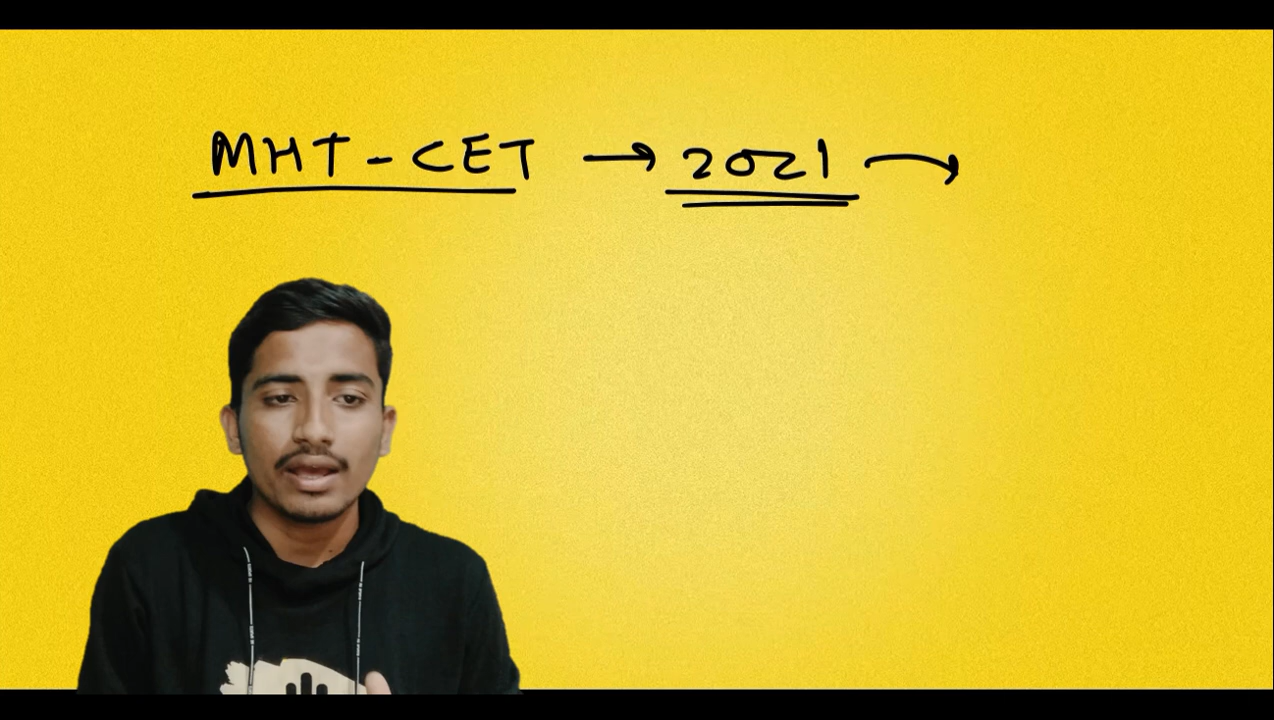 MHT-CET → 2021 →